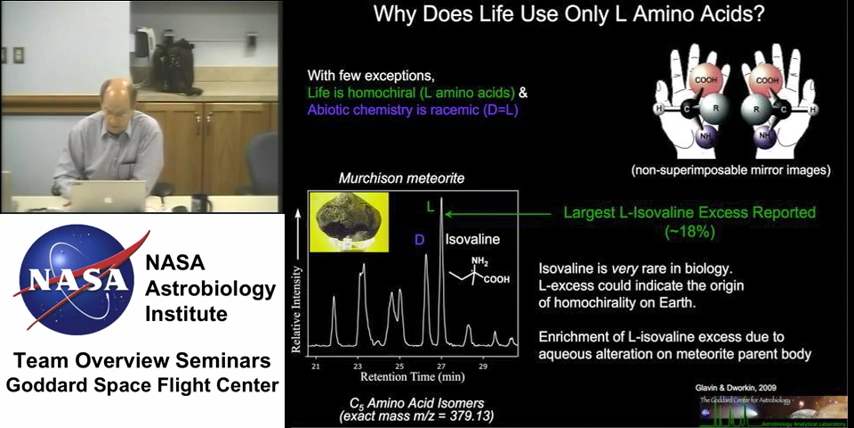 Why Does Life Use Only L Amino Acids?
With few exceptions,
Life is homochiral (L amino acids) &
Abiotic chemistry is racemic (D=L)
COOH
H
C
R
NH
COOH
R
C
H
NH
(non-superimposable mirror images)
Murchison meteorite
L
D
Isovaline
NH2
COOH
Relative Intensity
21 23 25 27 29
Retention Time (min)
C5 Amino Acid Isomers
(exact mass m/z = 379.13)
Largest L-Isovaline Excess Reported
(~18%)
Isovaline is very rare in biology.
L-excess could indicate the origin
of homochirality on Earth.
Enrichment of L-isovaline excess due to
aqueous alteration on meteorite parent body
Glavin & Dworkin, 2009
The Goddard Center for Astrobiology
Astrobiology Analytical Laboratory
NASA
NASA
Astrobiology
Institute
Team Overview Seminars
Goddard Space Flight Center